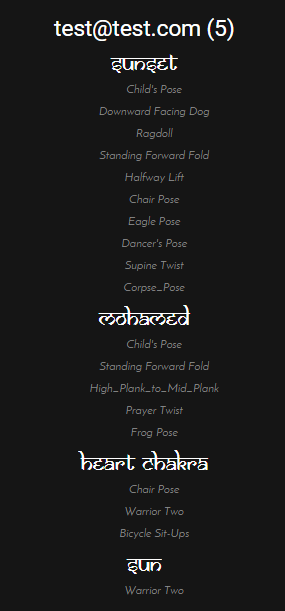 test@test.com (5)
sunset
Child's Pose
Downward Facing Dog
Ragdoll
Standing Forward Fold
Halfway Lift
Chair Pose
Eagle Pose
Dancer's Pose
Supine Twist
Corpse_Pose
mohamed
Child's Pose
Standing Forward Fold
High_Plank_to_Mid_Plank
Prayer Twist
Frog Pose
heart chakra
Chair Pose
Warrior Two
Bicycle Sit-Ups
sun
Warrior Two